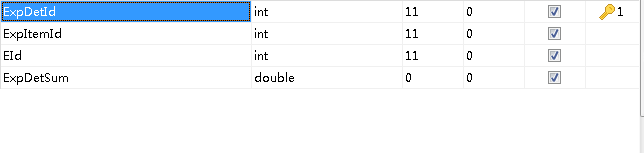 ExpDetId int 11 0 1
ExpItemId int 11 0
EId int 11 0
ExpDetSum double 0 0